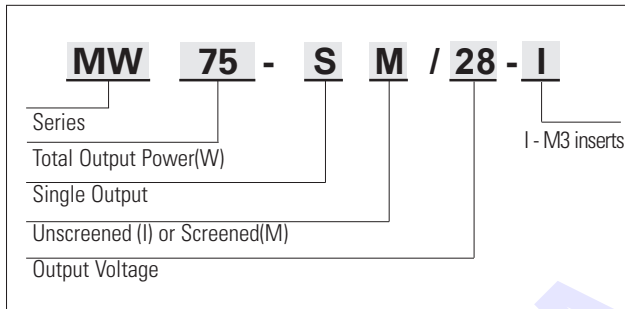 MW 75 - S M / 28 - I
Series
I - M3 inserts
Total Output Power(W)
Single Output
Unscreened (I) or Screened(M)
Output Voltage